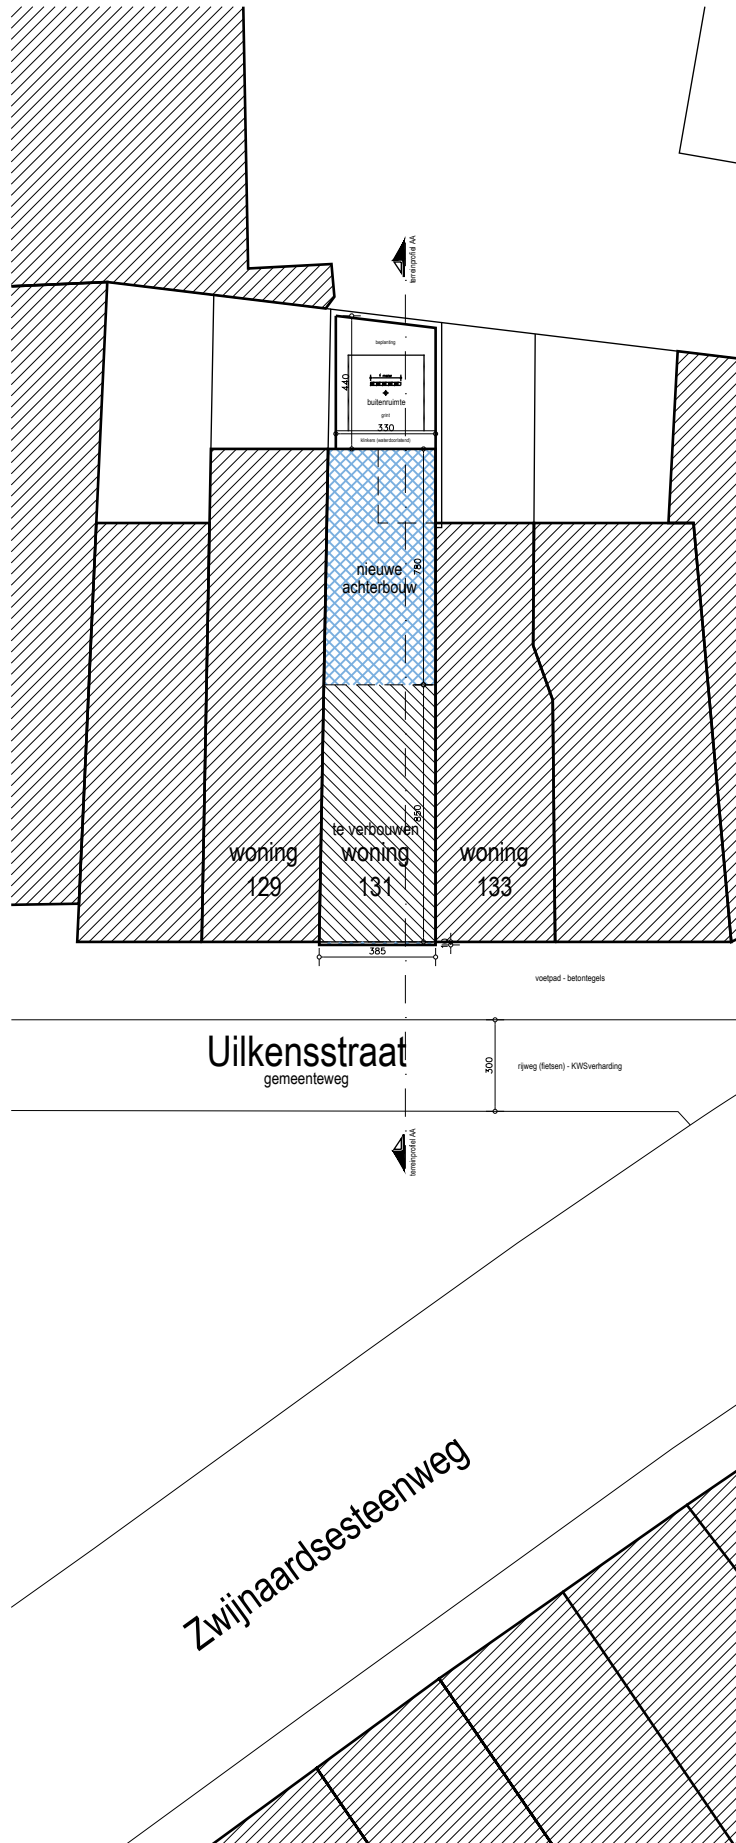 terreinprofiel AA
beplanting
440
buitenruimte
grint
330
klinkers (waterdoorlatend)
nieuwe
achterbouw
780
850
te verbouwen
woning
129
woning
131
woning
133
385
voetpad - betontegels
Uilkensstraat
gemeenteweg
300
rijweg (fietsen) - KWSverharding
terreinprofiel AA
Zwijnaardsesteenweg